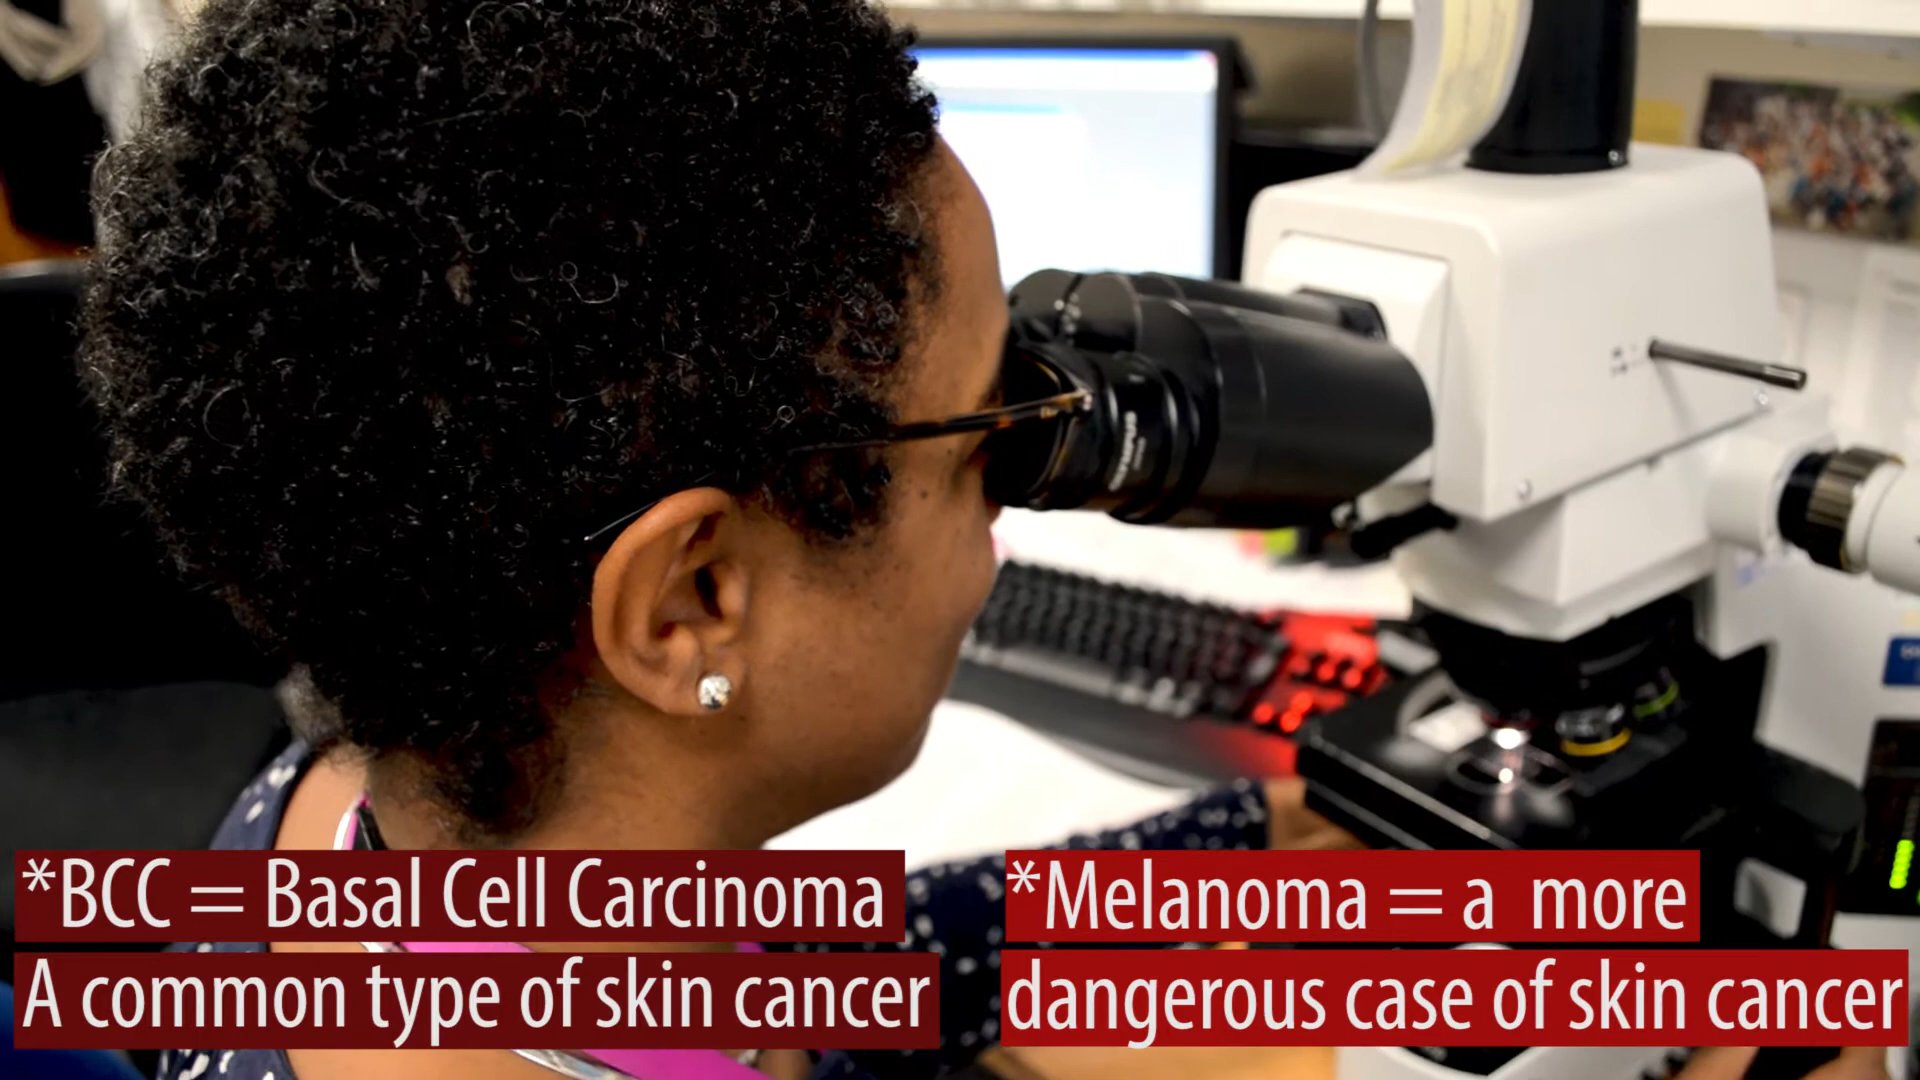 *BCC = Basal Cell Carcinoma
A common type of skin cancer
*Melanoma = a more
dangerous case of skin cancer